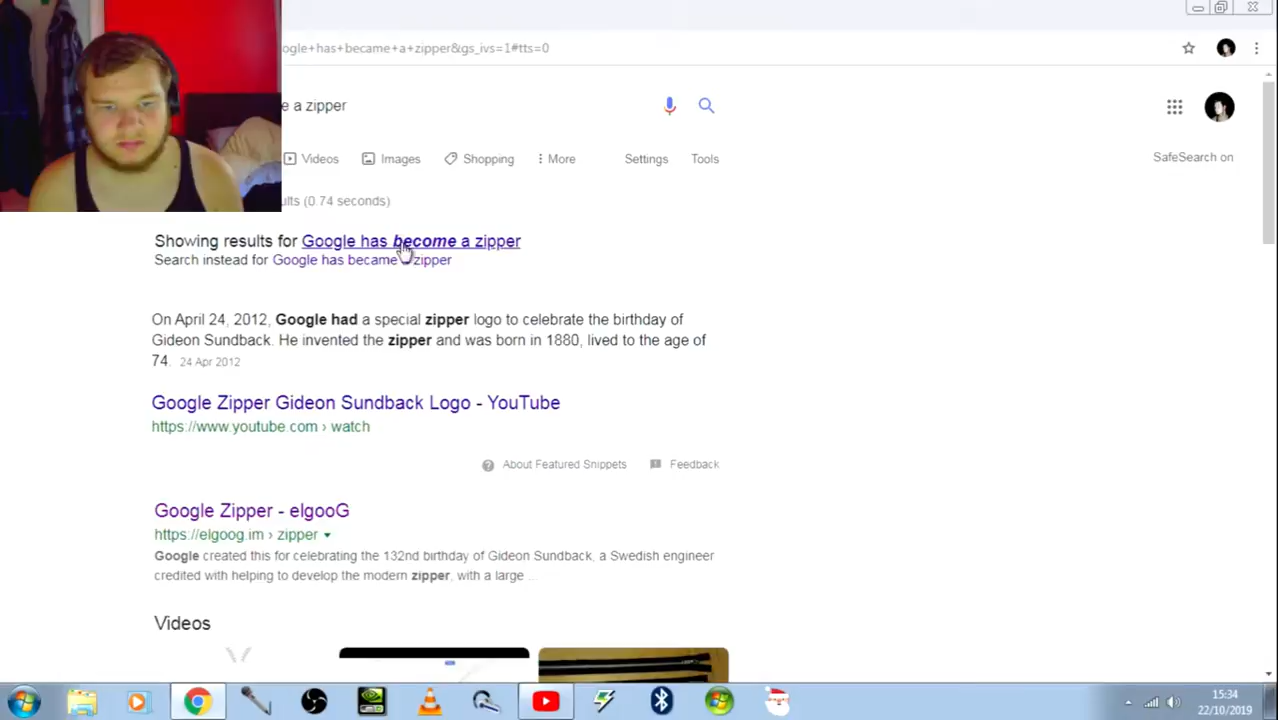 ogle+has+became+a+zipper&gs_ivs=1#tts=0
e a zipper
Videos Images Shopping More Settings Tools
SafeSearch on
ults (0.74 seconds)
Showing results for Google has become a zipper
Search instead for Google has became a zipper
On April 24, 2012, Google had a special zipper logo to celebrate the birthday of
Gideon Sundback. He invented the zipper and was born in 1880, lived to the age of
74. 24 Apr 2012
Google Zipper Gideon Sundback Logo - YouTube
https://www.youtube.com › watch
About Featured Snippets Feedback
Google Zipper - elgooG
https://elgoog.im › zipper
Google created this for celebrating the 132nd birthday of Gideon Sundback, a Swedish engineer
credited with helping to develop the modern zipper, with a large ...
Videos
15:34
22/10/2019